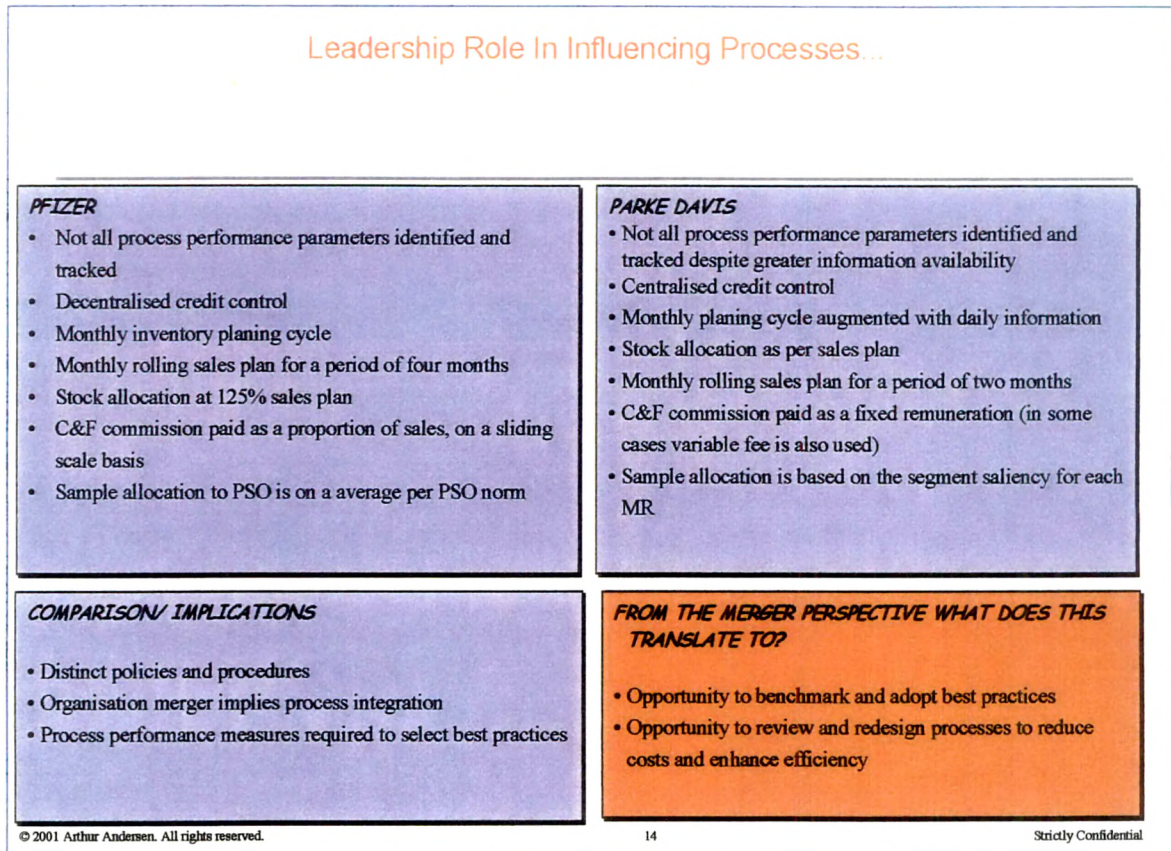 Leadership Role In Influencing Processes...
PFIZER
• Not all process performance parameters identified and
tracked
• Decentralised credit control
• Monthly inventory planing cycle
• Monthly rolling sales plan for a period of four months
• Stock allocation at 125% sales plan
• C&F commission paid as a proportion of sales, on a sliding
scale basis
• Sample allocation to PSO is on a average per PSO norm
PARKE DAVIS
• Not all process performance parameters identified and
tracked despite greater information availability
• Centralised credit control
• Monthly planing cycle augmented with daily information
• Stock allocation as per sales plan
• Monthly rolling sales plan for a period of two months
• C&F commission paid as a fixed remuneration (in some
cases variable fee is also used)
• Sample allocation is based on the segment saliency for each
MR
COMPARISON/ IMPLICATIONS
• Distinct policies and procedures
• Organisation merger implies process integration
• Process performance measures required to select best practices
FROM THE MERGER PERSPECTIVE WHAT DOES THIS
TRANSLATE TO?
• Opportunity to benchmark and adopt best practices
• Opportunity to review and redesign processes to reduce
costs and enhance efficiency
© 2001 Arthur Andersen. All rights reserved.
14
Strictly Confidential